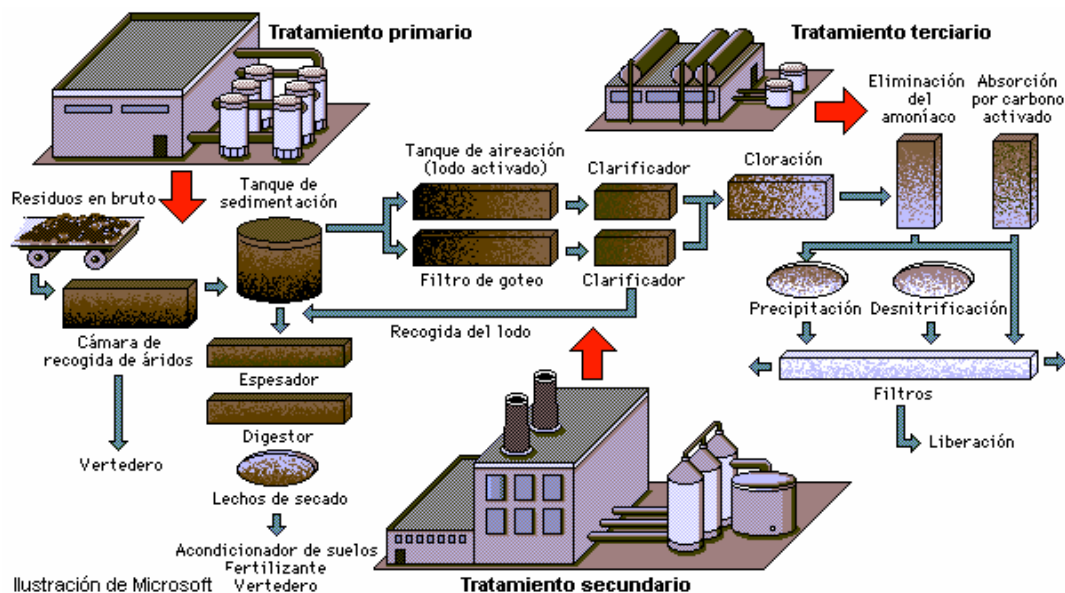 Tratamiento primario
Tratamiento terciario
Eliminación
del
amoníaco
Absorción
por carbono
activado
Residuos en bruto
Tanque de
sedimentación
Tanque de aireación
(lodo activado)
Clarificador
Cloración
Filtro de goteo
Clarificador
Cámara de
recogida de áridos
Recogida del lodo
Precipitación
Desnitrificación
Espesador
Filtros
Digestor
Liberación
Vertedero
Lechos de secado
Acondicionador de suelos
Fertilizante
Vertedero
Ilustración de Microsoft
Tratamiento secundario